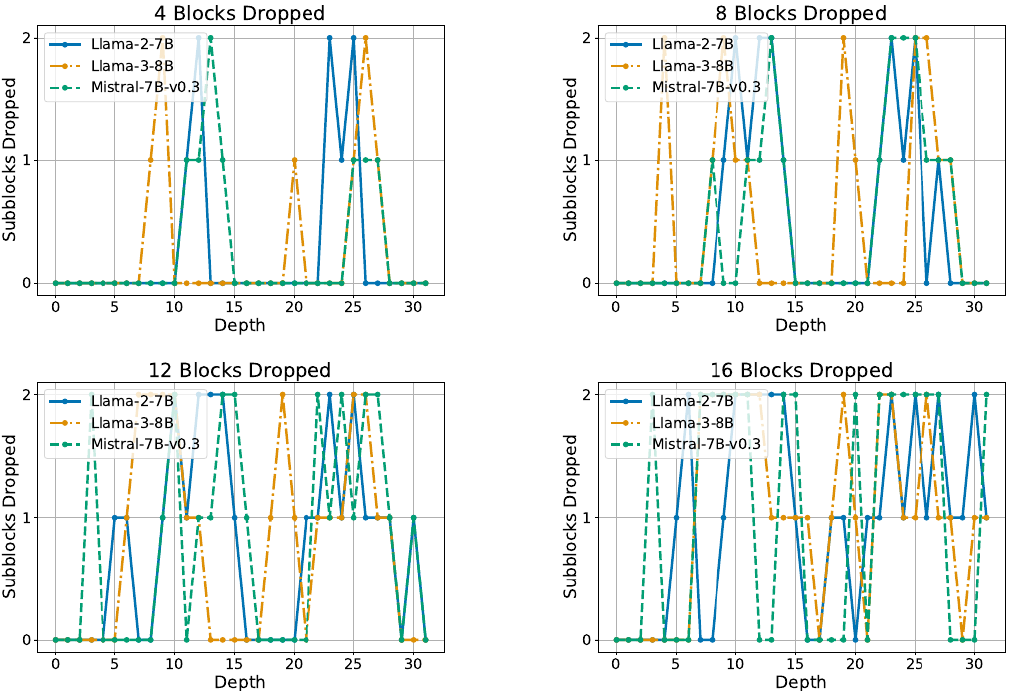 4 Blocks Dropped
Subblocks Dropped
2
1
0
Llama-2-7B
Llama-3-8B
Mistral-7B-v0.3
0 5 10 15 20 25 30
Depth
8 Blocks Dropped
Subblocks Dropped
2
1
0
Llama-2-7B
Llama-3-8B
Mistral-7B-v0.3
0 5 10 15 20 25 30
Depth
12 Blocks Dropped
Subblocks Dropped
2
1
0
Llama-2-7B
Llama-3-8B
Mistral-7B-v0.3
0 5 10 15 20 25 30
Depth
16 Blocks Dropped
Subblocks Dropped
2
1
0
Llama-2-7B
Llama-3-8B
Mistral-7B-v0.3
0 5 10 15 20 25 30
Depth